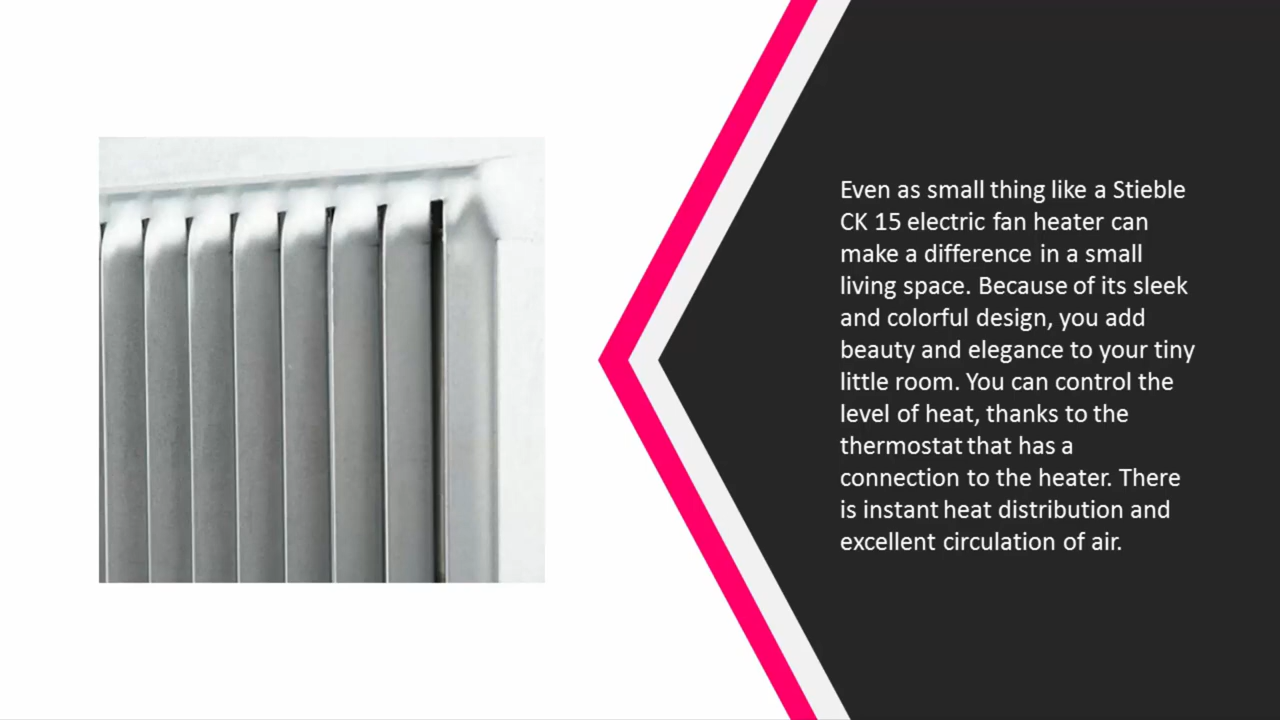 Even as small thing like a Stieble
CK 15 electric fan heater can
make a difference in a small
living space. Because of its sleek
and colorful design, you add
beauty and elegance to your tiny
little room. You can control the
level of heat, thanks to the
thermostat that has a
connection to the heater. There
is instant heat distribution and
excellent circulation of air.